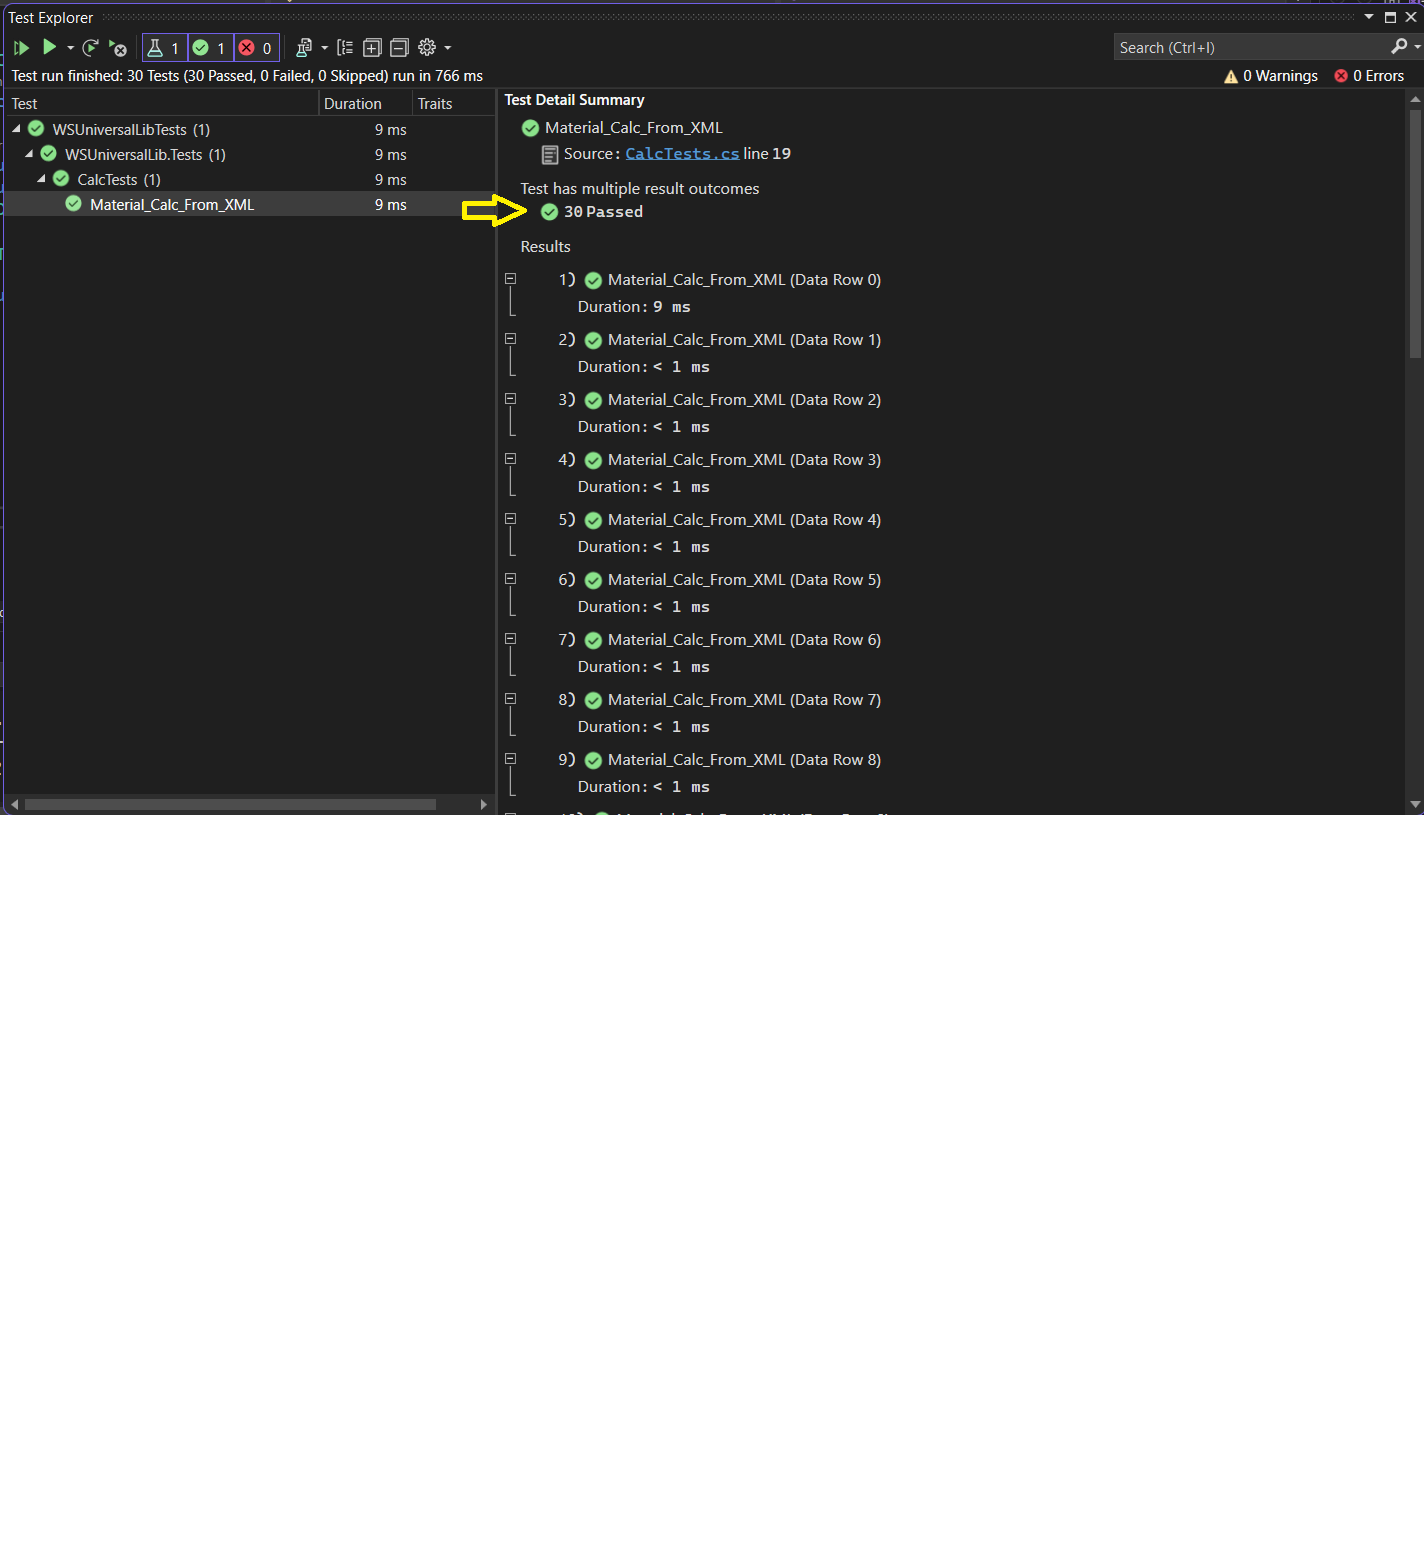 Test Explorer
1 1 0
Search (Ctrl+I)
Test run finished: 30 Tests (30 Passed, 0 Failed, 0 Skipped) run in 766 ms
0 Warnings 0 Errors
Test Duration Traits
WSUniversalLibTests (1) 9 ms
WSUniversalLib.Tests (1) 9 ms
CalcTests (1) 9 ms
Material_Calc_From_XML 9 ms
Test Detail Summary
Material_Calc_From_XML
Source: CalcTests.cs line 19
Test has multiple result outcomes
30 Passed
Results
1) Material_Calc_From_XML (Data Row 0)
Duration: 9 ms
2) Material_Calc_From_XML (Data Row 1)
Duration: < 1 ms
3) Material_Calc_From_XML (Data Row 2)
Duration: < 1 ms
4) Material_Calc_From_XML (Data Row 3)
Duration: < 1 ms
5) Material_Calc_From_XML (Data Row 4)
Duration: < 1 ms
6) Material_Calc_From_XML (Data Row 5)
Duration: < 1 ms
7) Material_Calc_From_XML (Data Row 6)
Duration: < 1 ms
8) Material_Calc_From_XML (Data Row 7)
Duration: < 1 ms
9) Material_Calc_From_XML (Data Row 8)
Duration: < 1 ms